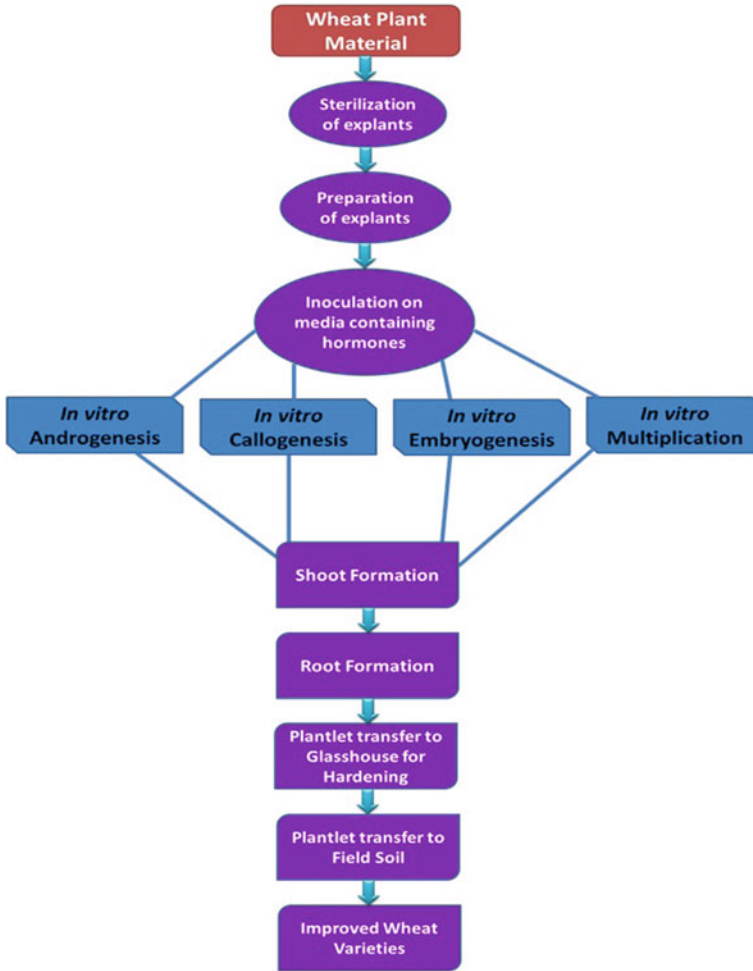 Wheat Plant
Material
Sterilization
of explants
Preparation
of explants
Inoculation on
media containing
hormones
In vitro
Androgenesis
In vitro
Callogenesis
In vitro
Embryogenesis
In vitro
Multiplication
Shoot Formation
Root Formation
Plantlet transfer to
Glasshouse for
Hardening
Plantlet transfer to
Field Soil
Improved Wheat
Varieties